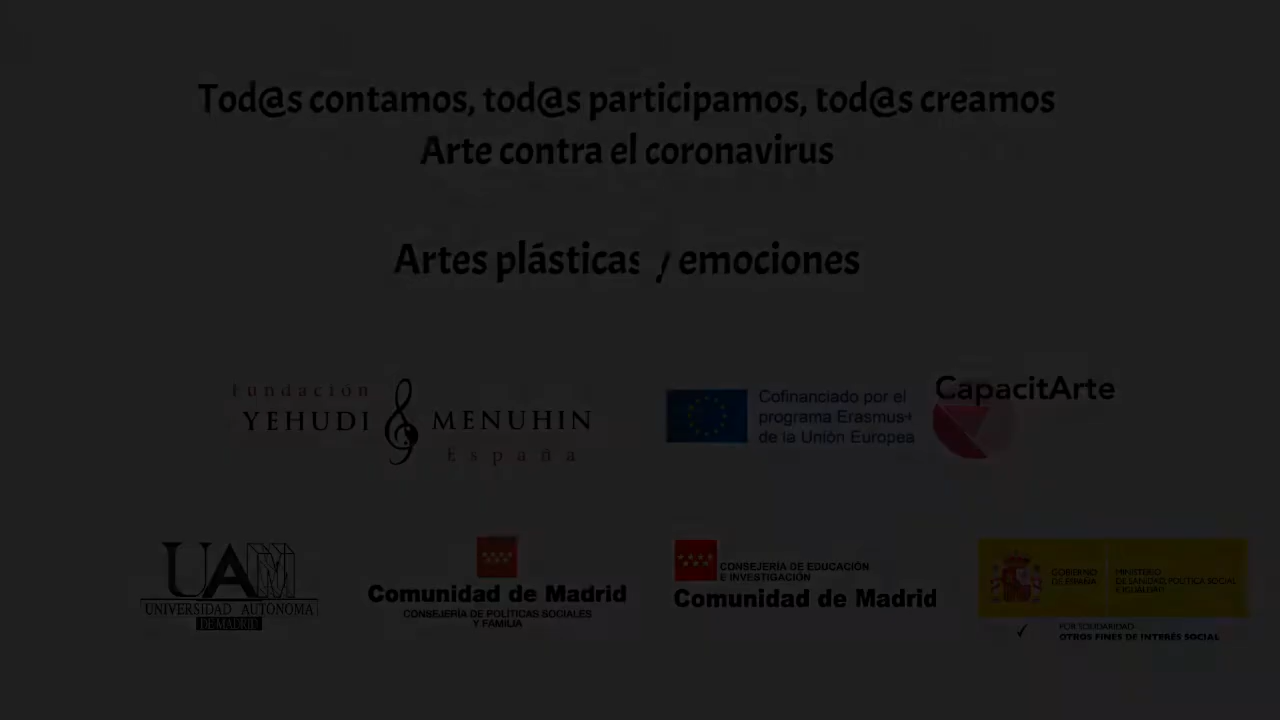 Tod@s contamos, tod@s participamos, tod@s creamos
Arte contra el coronavirus
Artes plásticas y emociones
Fundación
YEHUDI MENUHIN
España
Cofinanciado por el
programa Erasmus+
de la Unión Europea
CapacitArte
UAM
UNIVERSIDAD AUTONOMA
DE MADRID
Comunidad de Madrid
CONSEJERÍA DE POLÍTICAS SOCIALES
Y FAMILIA
CONSEJERÍA DE EDUCACIÓN
E INVESTIGACIÓN
Comunidad de Madrid
GOBIERNO
DE ESPAÑA
MINISTERIO
DE SANIDAD, POLÍTICA SOCIAL
E IGUALDAD
✓ POR SOLIDARIDAD
OTROS FINES DE INTERÉS SOCIAL